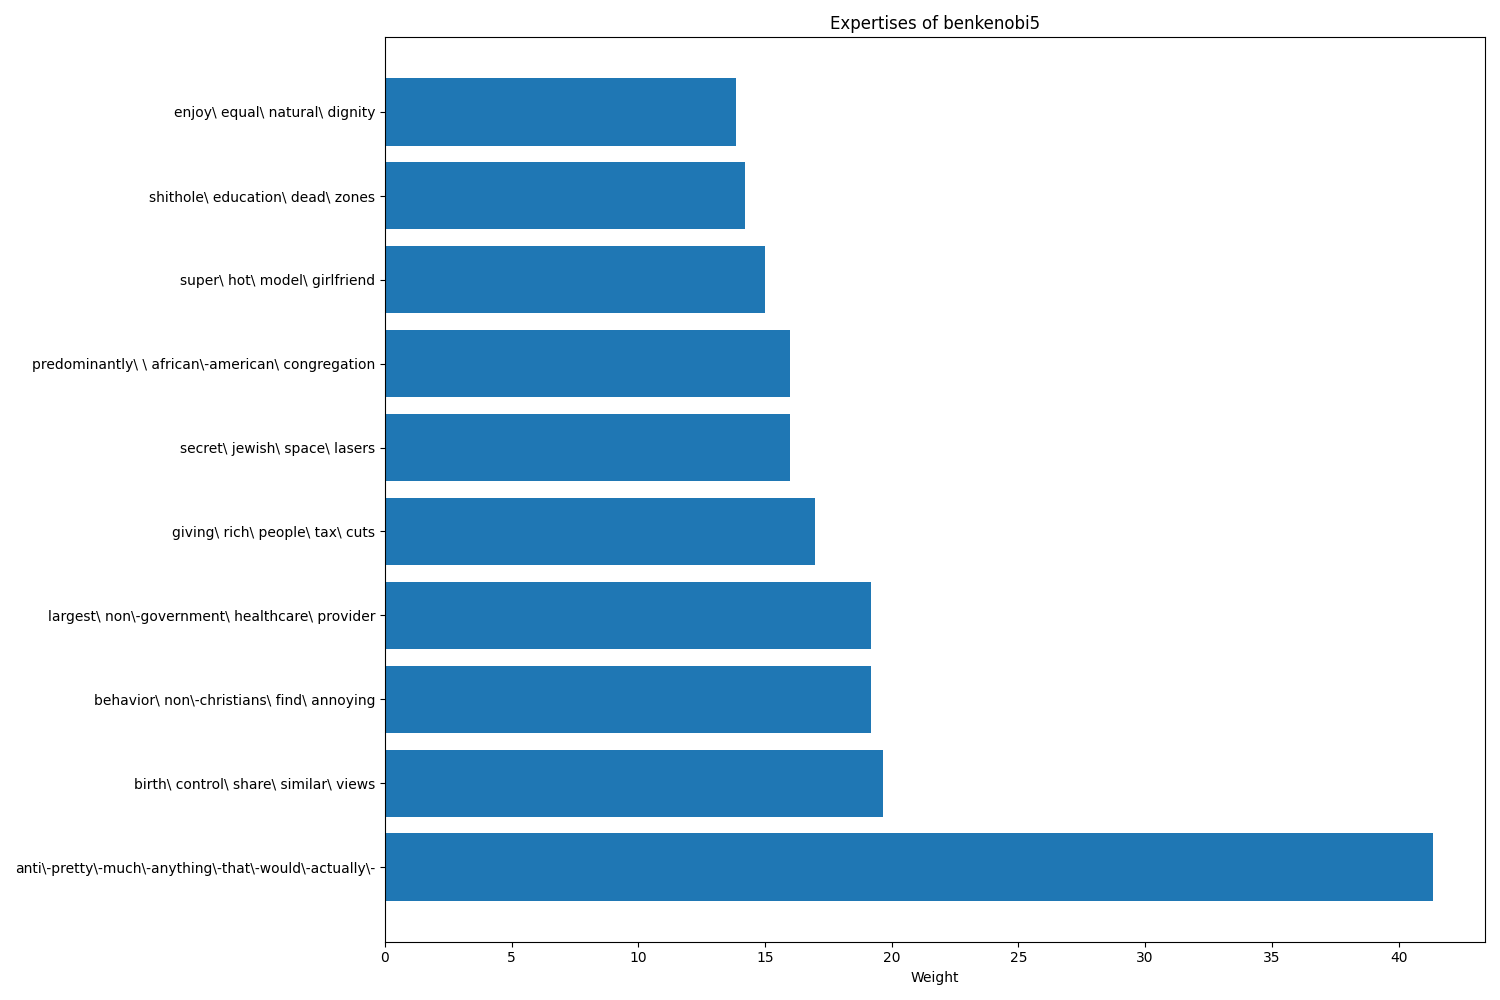 Expertises of benkenobi5
enjoy\ equal\ natural\ dignity
shithole\ education\ dead\ zones
super\ hot\ model\ girlfriend
predominantly\ \ african\-american\ congregation
secret\ jewish\ space\ lasers
giving\ rich\ people\ tax\ cuts
largest\ non\-government\ healthcare\ provider
behavior\ non\-christians\ find\ annoying
birth\ control\ share\ similar\ views
anti\-pretty\-much\-anything\-that\-would\-actually\-
0 5 10 15 20 25 30 35 40
Weight